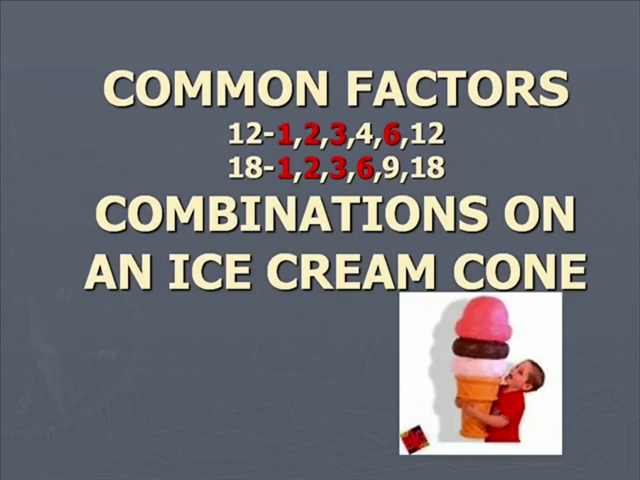 COMMON FACTORS
12-1,2,3,4,6,12
18-1,2,3,6,9,18
COMBINATIONS ON
AN ICE CREAM CONE